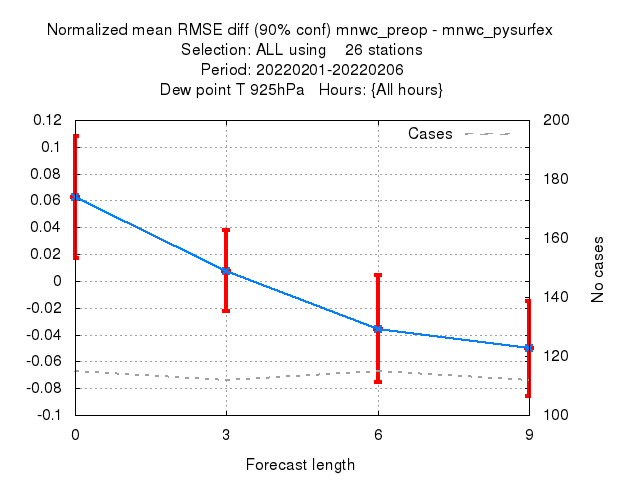 Normalized mean RMSE diff (90% conf) mnwc_preop - mnwc_pysurfex
Selection: ALL using    26 stations
Period: 20220201-20220206
Dew point T 925hPa   Hours: {All hours}
Cases
0.12
0.1
0.08
0.06
0.04
0.02
0
-0.02
-0.04
-0.06
-0.08
-0.1
200
180
160
140
120
100
No cases
0 3 6 9
Forecast length